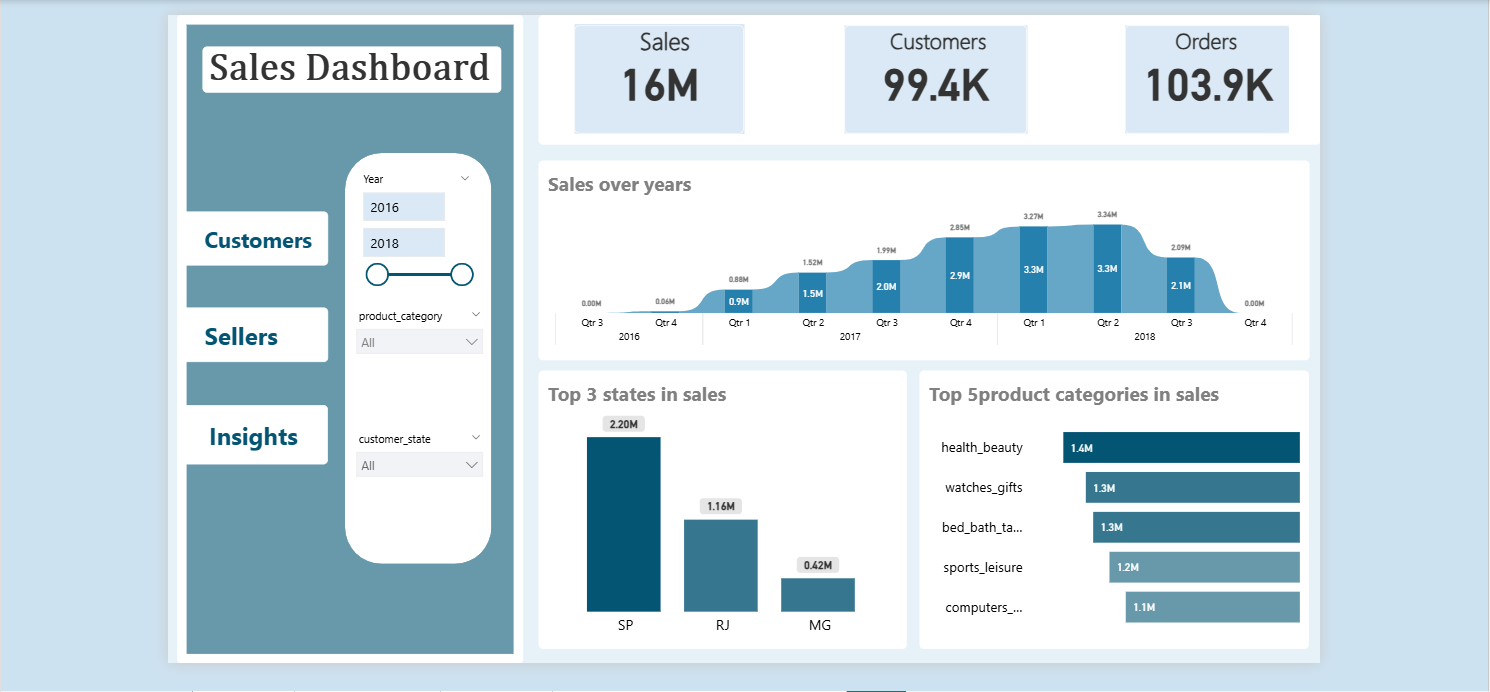 Sales Dashboard
Year
2016
2018
Customers
product_category
All
Sellers
customer_state
All
Insights
Sales
16M
Customers
99.4K
Orders
103.9K
Sales over years
0.00M
0.06M
0.88M
1.52M
1.99M
2.85M
3.27M
3.34M
2.09M
0.00M
0.9M
1.5M
2.0M
2.9M
3.3M
3.3M
2.1M
Qtr 3 Qtr 4 Qtr 1 Qtr 2 Qtr 3 Qtr 4 Qtr 1 Qtr 2 Qtr 3 Qtr 4
2016 2017 2018
Top 3 states in sales
2.20M
1.16M
0.42M
SP RJ MG
Top 5product categories in sales
health_beauty 1.4M
watches_gifts 1.3M
bed_bath_ta... 1.3M
sports_leisure 1.2M
computers_... 1.1M